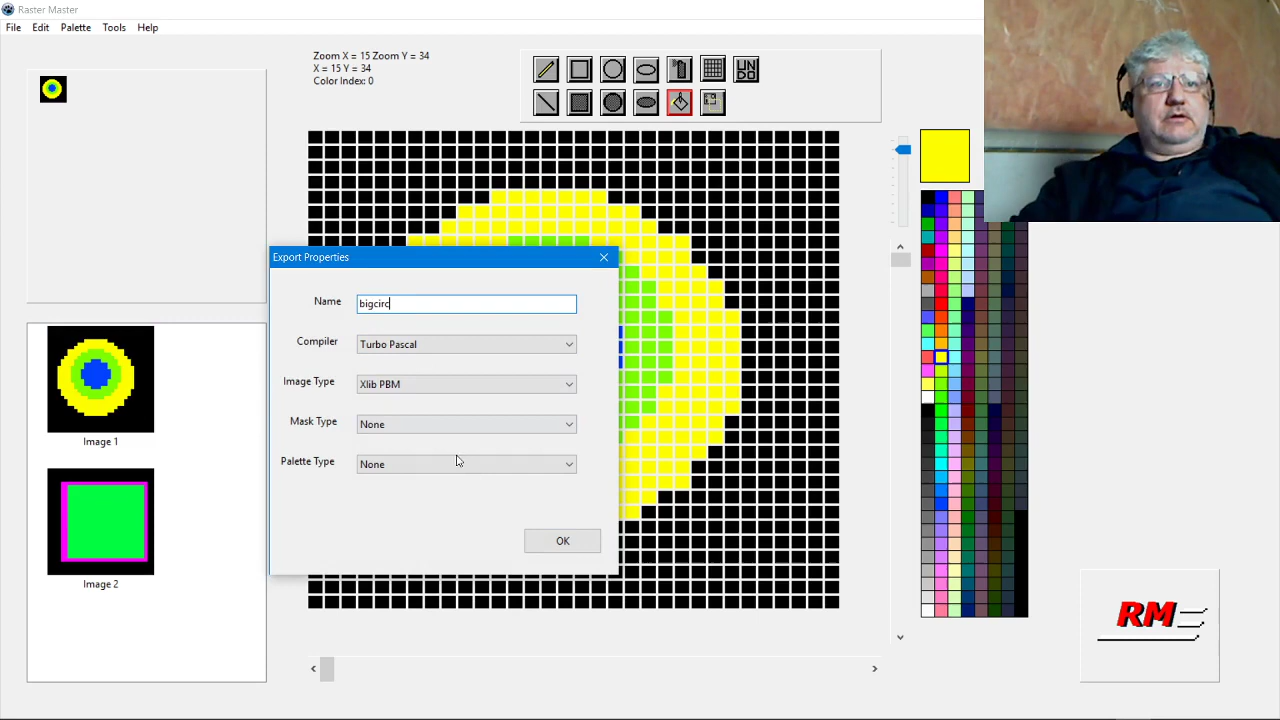 Raster Master
File Edit Palette Tools Help
Zoom X = 15 Zoom Y = 34
X = 15 Y = 34
Color Index: 0
UN
DO
Export Properties
Name bigcirc
Compiler Turbo Pascal
Image Type Xlib PBM
Mask Type None
Palette Type None
OK
Image 1
Image 2
RM